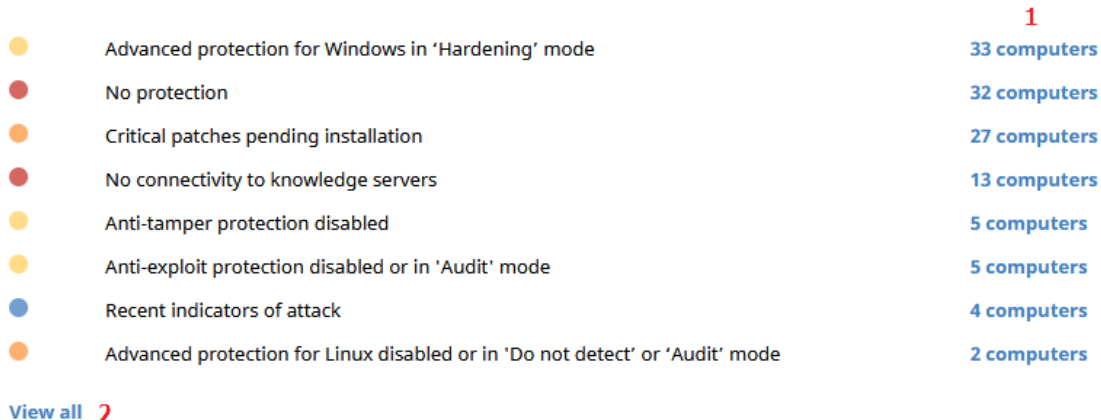 1
Advanced protection for Windows in ‘Hardening’ mode 33 computers
No protection 32 computers
Critical patches pending installation 27 computers
No connectivity to knowledge servers 13 computers
Anti-tamper protection disabled 5 computers
Anti-exploit protection disabled or in 'Audit' mode 5 computers
Recent indicators of attack 4 computers
Advanced protection for Linux disabled or in 'Do not detect’ or ‘Audit’ mode 2 computers
View all 2